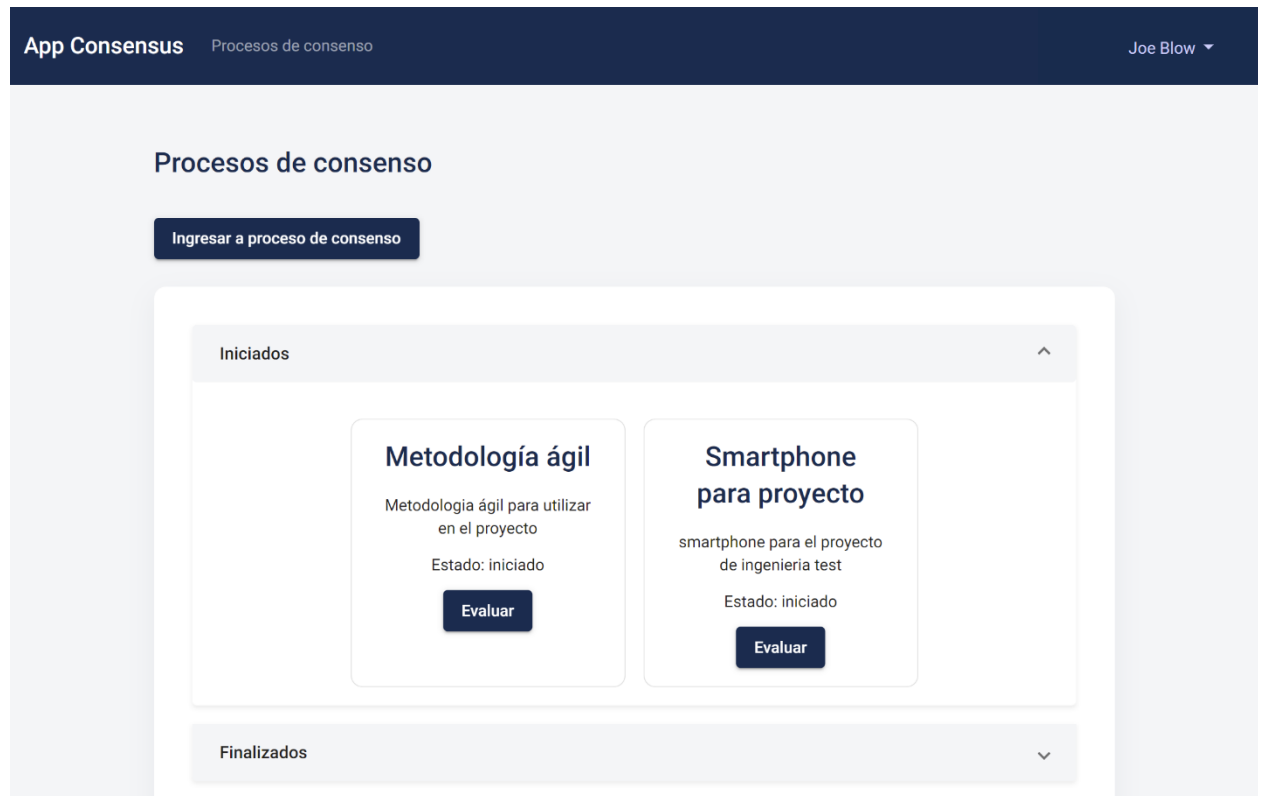 App Consensus Procesos de consenso Joe Blow
Procesos de consenso
Ingresar a proceso de consenso
Iniciados
Metodología ágil
Metodologia ágil para utilizar
en el proyecto
Estado: iniciado
Evaluar
Smartphone
para proyecto
smartphone para el proyecto
de ingenieria test
Estado: iniciado
Evaluar
Finalizados